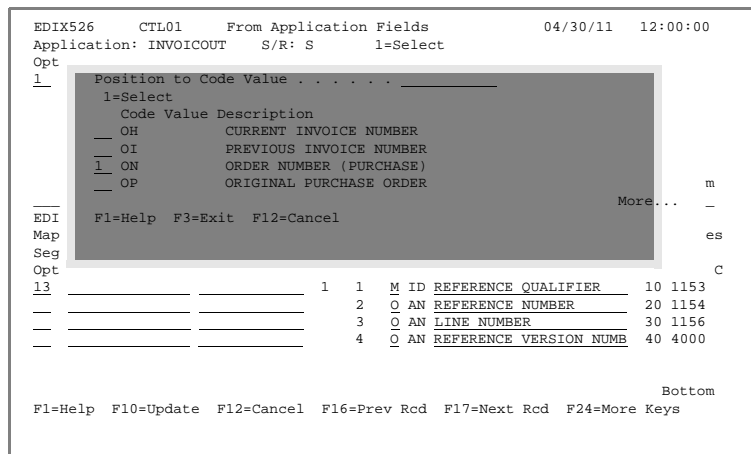 EDIX526 CTL01 From Application Fields 04/30/11 12:00:00
Application: INVOICOUT S/R: S 1=Select
Opt
1 Position to Code Value . . . . . .
1=Select
Code Value Description
OH CURRENT INVOICE NUMBER
OI PREVIOUS INVOICE NUMBER
1 ON ORDER NUMBER (PURCHASE)
OP ORIGINAL PURCHASE ORDER m
More...
EDI F1=Help F3=Exit F12=Cancel
Map es
Seg
Opt C
13 1 1 M ID REFERENCE QUALIFIER 10 1153
2 O AN REFERENCE NUMBER 20 1154
3 O AN LINE NUMBER 30 1156
4 O AN REFERENCE VERSION NUMB 40 4000
Bottom
F1=Help F10=Update F12=Cancel F16=Prev Rcd F17=Next Rcd F24=More Keys